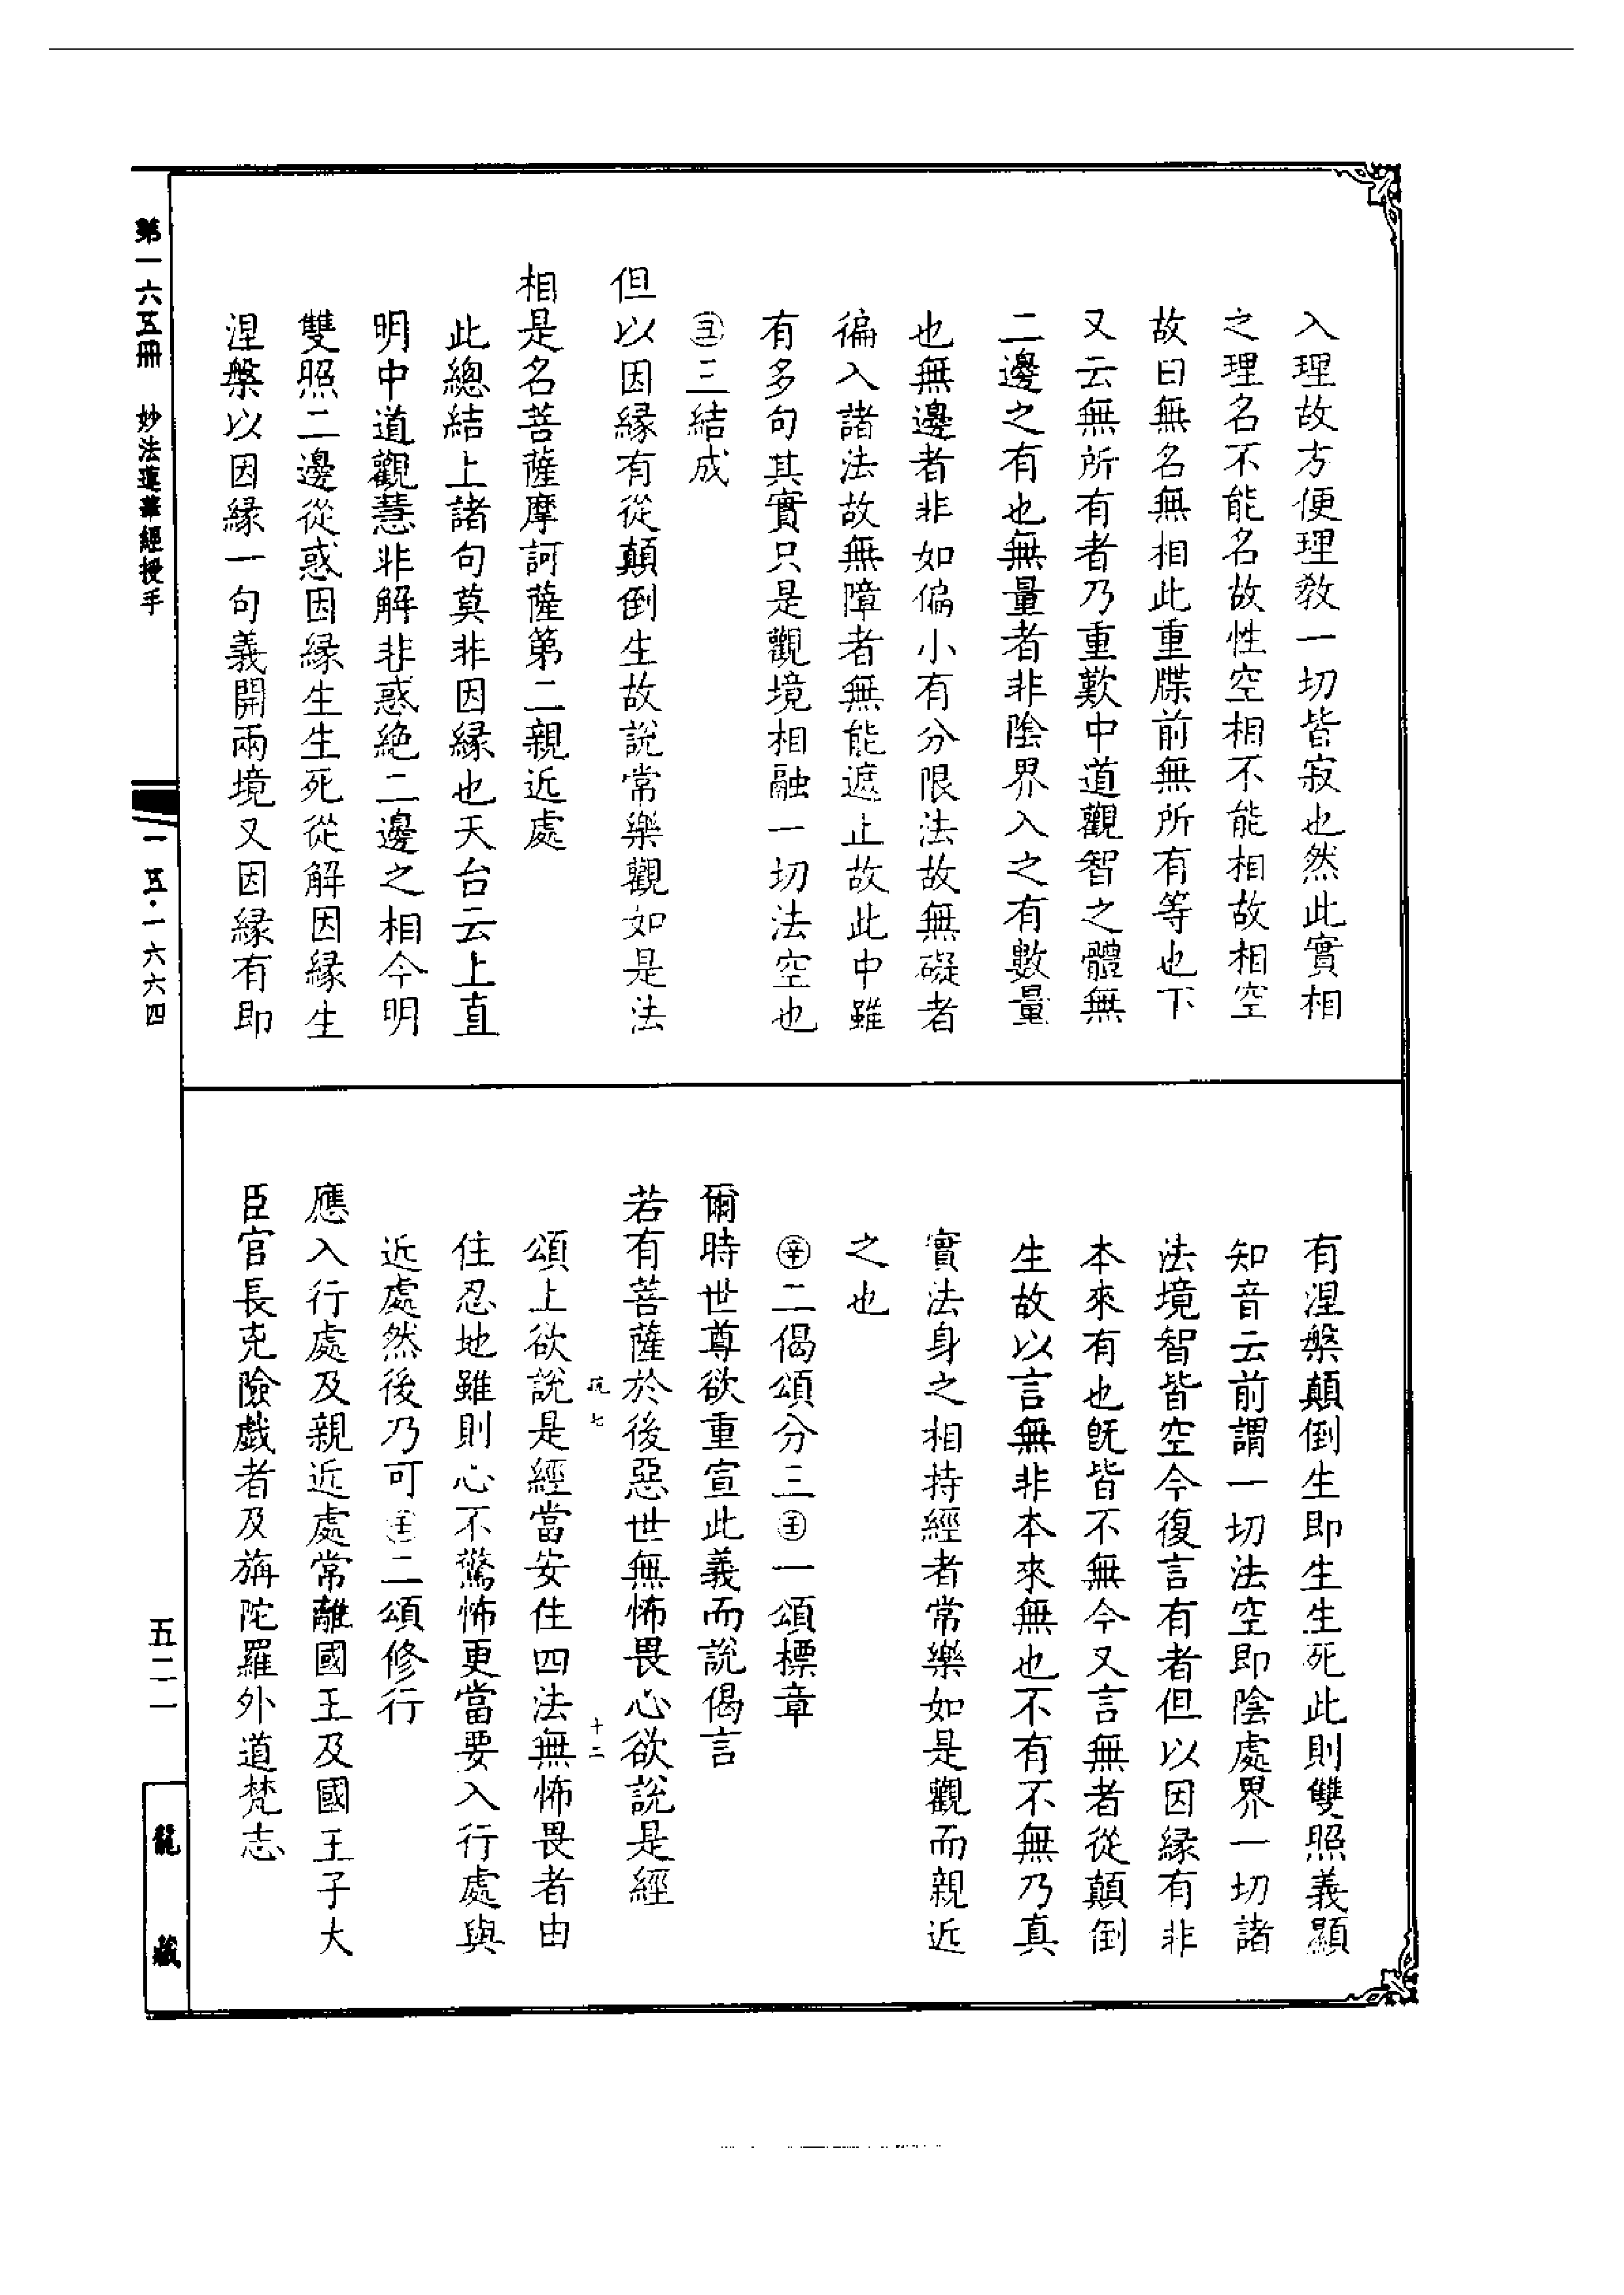 入理故方便理教一切皆寂也然此實相
之理名不能名故性空相不能相故相空
故曰無名無相此重牒前無所有等也下
又云無所有者乃重歎中道觀智之體無
二邊之有也無量者非陰界入之有數量
也無邊者非如偏小有分限法故無礙者
徧入諸法故無障者無能遮止故此中雖
有多句其實只是觀境相融一切法空也
三結成
但以因緣有從顛倒生故說常樂觀如是法
相是名菩薩摩訶薩第二親近處
此總結上諸句莫非因緣也天台云上直
明中道觀慧非解非惑絕二邊之相今明
雙照二邊從惑因緣生生死從解因緣生
涅槃以因緣一句義開兩境又因緣有即
有涅槃顛倒生即生生死此則雙照義顯
知音云前謂一切法空即陰處界一切諸
法境智皆空今復言有者但以因緣有非
本來有也旣皆不無今又言無者從顛倒
生故以言無非本來無也不有不無乃真
實法身之相持經者常樂如是觀而親近
之也
㊛二偈頌分三㊛一頌標章
爾時世尊欲重宣此義而說偈言
若有菩薩於後惡世無怖畏心欲說是經
十二
頌上欲說是經當安住四法無怖畏者由
住忍地雖則心不驚怖更當要入行處與
近處然後乃可二頌修行
應入行處及親近處常離國王及國王子大
臣官長兇險戲者及旃陀羅外道梵志
第一六五冊 妙法蓮華經授手
一五·一六六四
五二一
龍藏